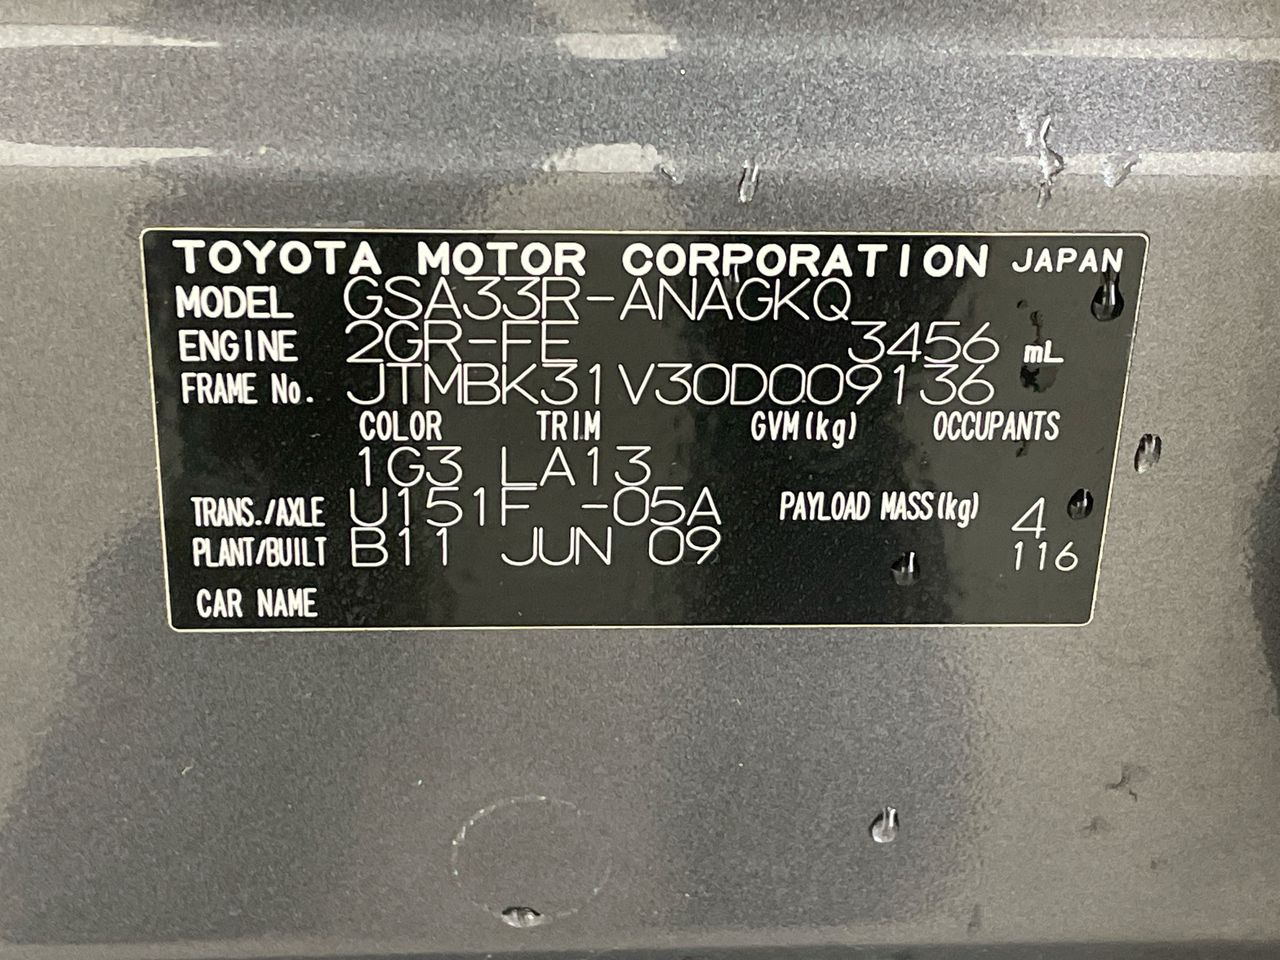 TOYOTA MOTOR CORPORATION JAPAN
MODEL GSA33R-ANAGKQ
ENGINE 2GR-FE 3456 mL
FRAME No. JTMBK31V30D009136
COLOR TRIM GVM(kg) OCCUPANTS
1G3 LA13
TRANS./AXLE U151F -05A PAYLOAD MASS(kg) 4
PLANT/BUILT B11 JUN 09 116
CAR NAME